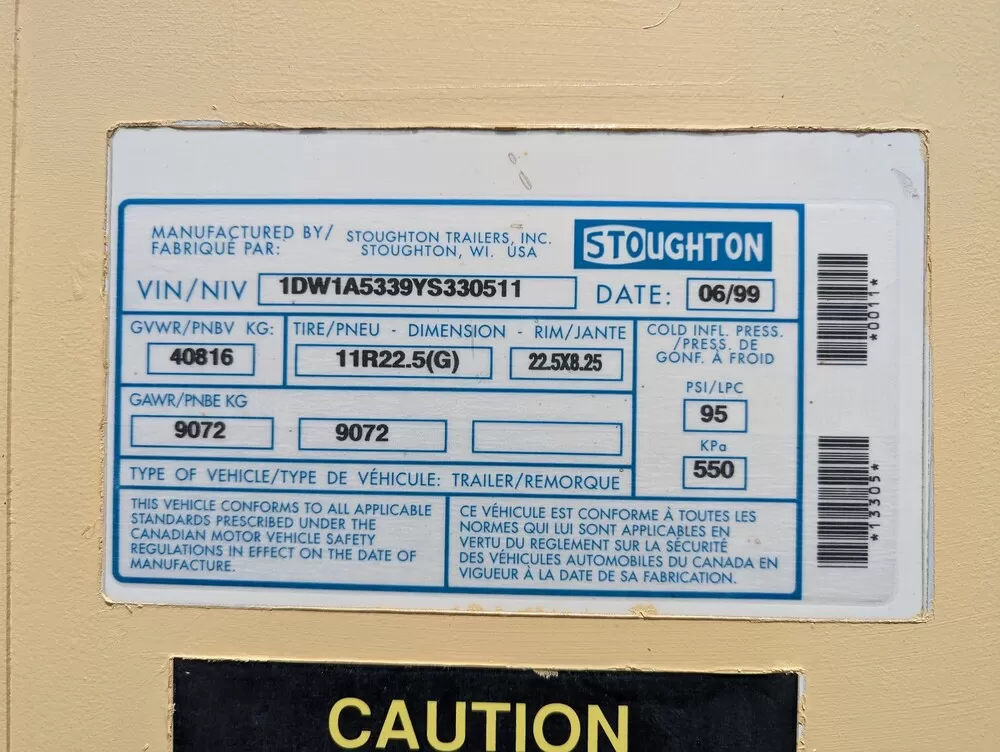 MANUFACTURED BY/ STOUGHTON TRAILERS, INC.
FABRIQUÉ PAR: STOUGHTON, WI. USA
STOUGHTON
VIN/NIV 1DW1A5339YS330511 DATE: 06/99
GVWR/PNBV KG: TIRE/PNEU - DIMENSION - RIM/JANTE
40816 11R22.5(G) 22.5X8.25
COLD INFL. PRESS.
/PRESS. DE
GONF. À FROID
PSI/LPC
95
KPa
550
GAWR/PNBE KG
9072 9072
TYPE OF VEHICLE/TYPE DE VÉHICULE: TRAILER/REMORQUE
THIS VEHICLE CONFORMS TO ALL APPLICABLE
STANDARDS PRESCRIBED UNDER THE
CANADIAN MOTOR VEHICLE SAFETY
REGULATIONS IN EFFECT ON THE DATE OF
MANUFACTURE.
CE VÉHICULE EST CONFORME À TOUTES LES
NORMES QUI LUI SONT APPLICABLES EN
VERTU DU REGLEMENT SUR LA SÉCURITÉ
DES VÉHICULES AUTOMOBILES DU CANADA EN
VIGUEUR À LA DATE DE SA FABRICATION.
*0011*
*13305*
CAUTION